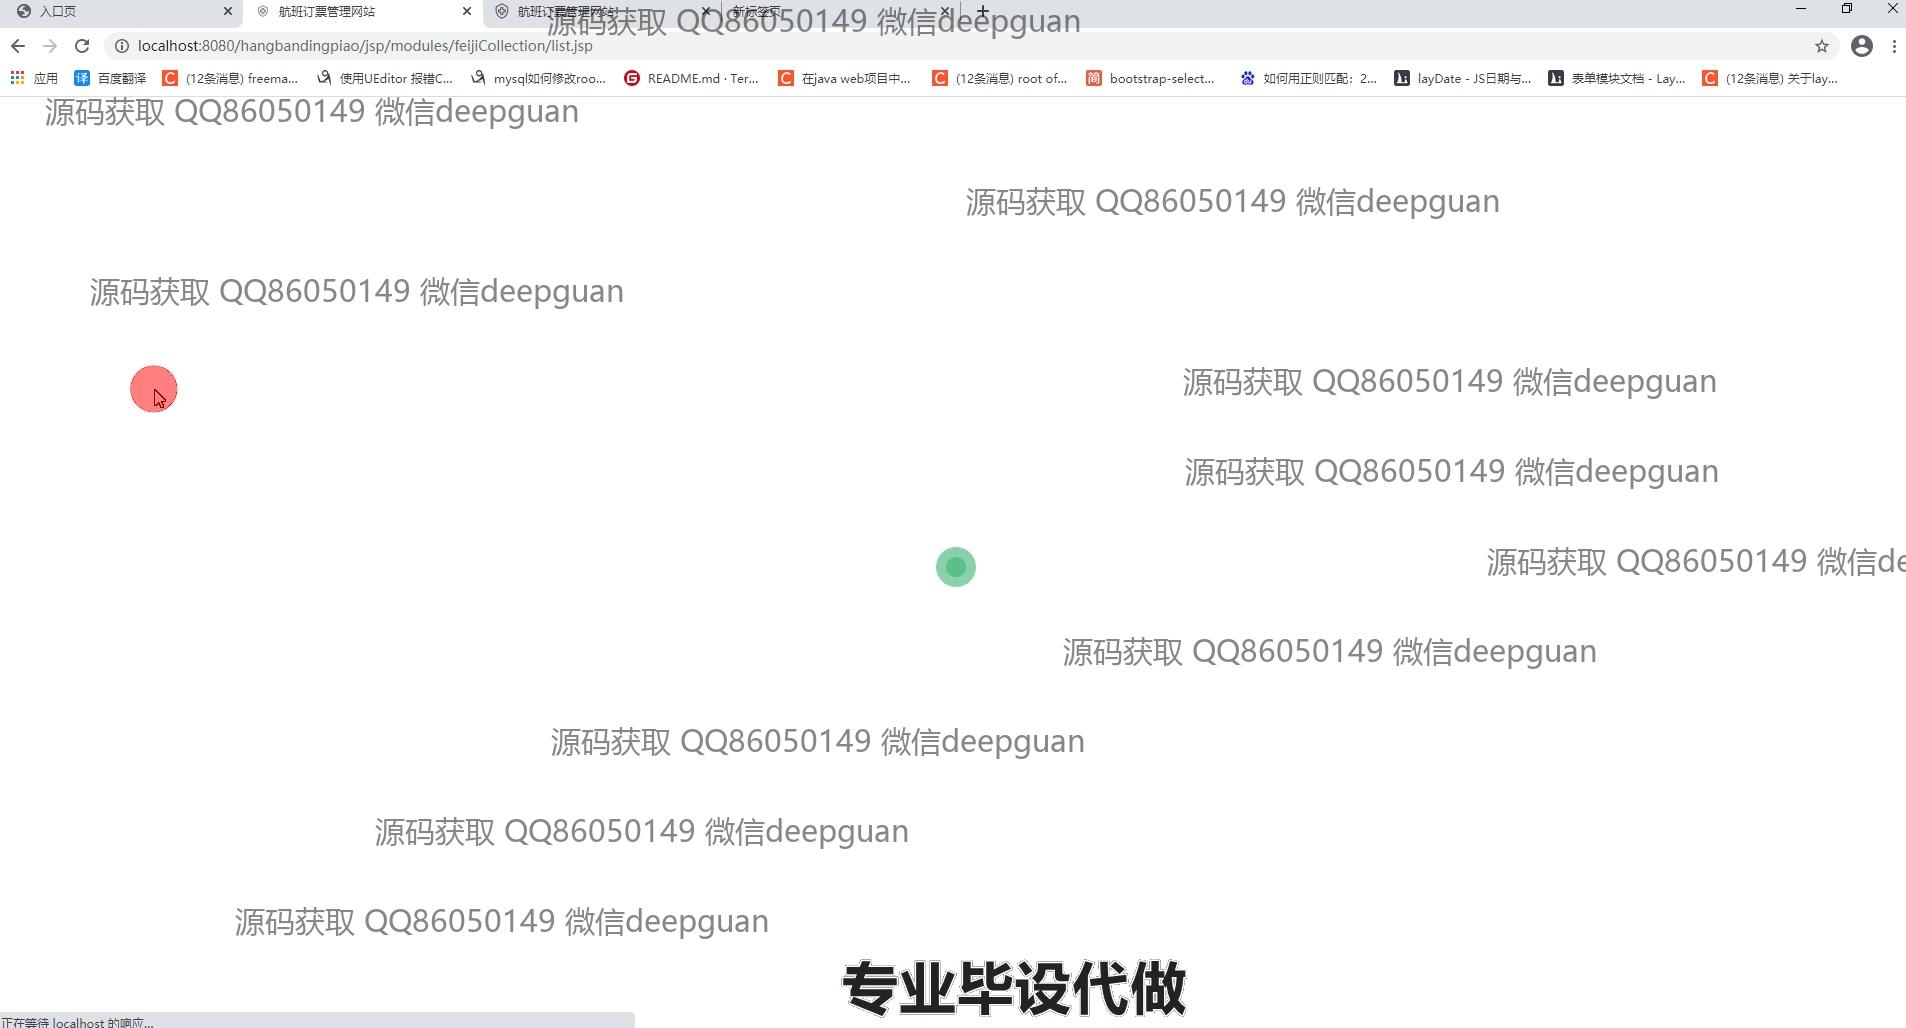 入口页
航班订票管理网站
航班订票管理网站
新标签页
源码获取 QQ86050149 微信deepguan
localhost:8080/hangbandingpiao/jsp/modules/feijiCollection/list.jsp
应用
百度翻译
(12条消息) freema...
使用UEditor 报错C...
mysql如何修改roo...
README.md · Ter...
在java web项目中...
(12条消息) root of...
bootstrap-select...
如何用正则匹配：2...
layDate - JS日期与...
表单模块文档 - Lay...
(12条消息) 关于lay...
源码获取 QQ86050149 微信deepguan
源码获取 QQ86050149 微信deepguan
源码获取 QQ86050149 微信deepguan
源码获取 QQ86050149 微信deepguan
源码获取 QQ86050149 微信deepguan
源码获取 QQ86050149 微信de
源码获取 QQ86050149 微信deepguan
源码获取 QQ86050149 微信deepguan
源码获取 QQ86050149 微信deepguan
源码获取 QQ86050149 微信deepguan
专业毕设代做
正在等待 localhost 的响应...